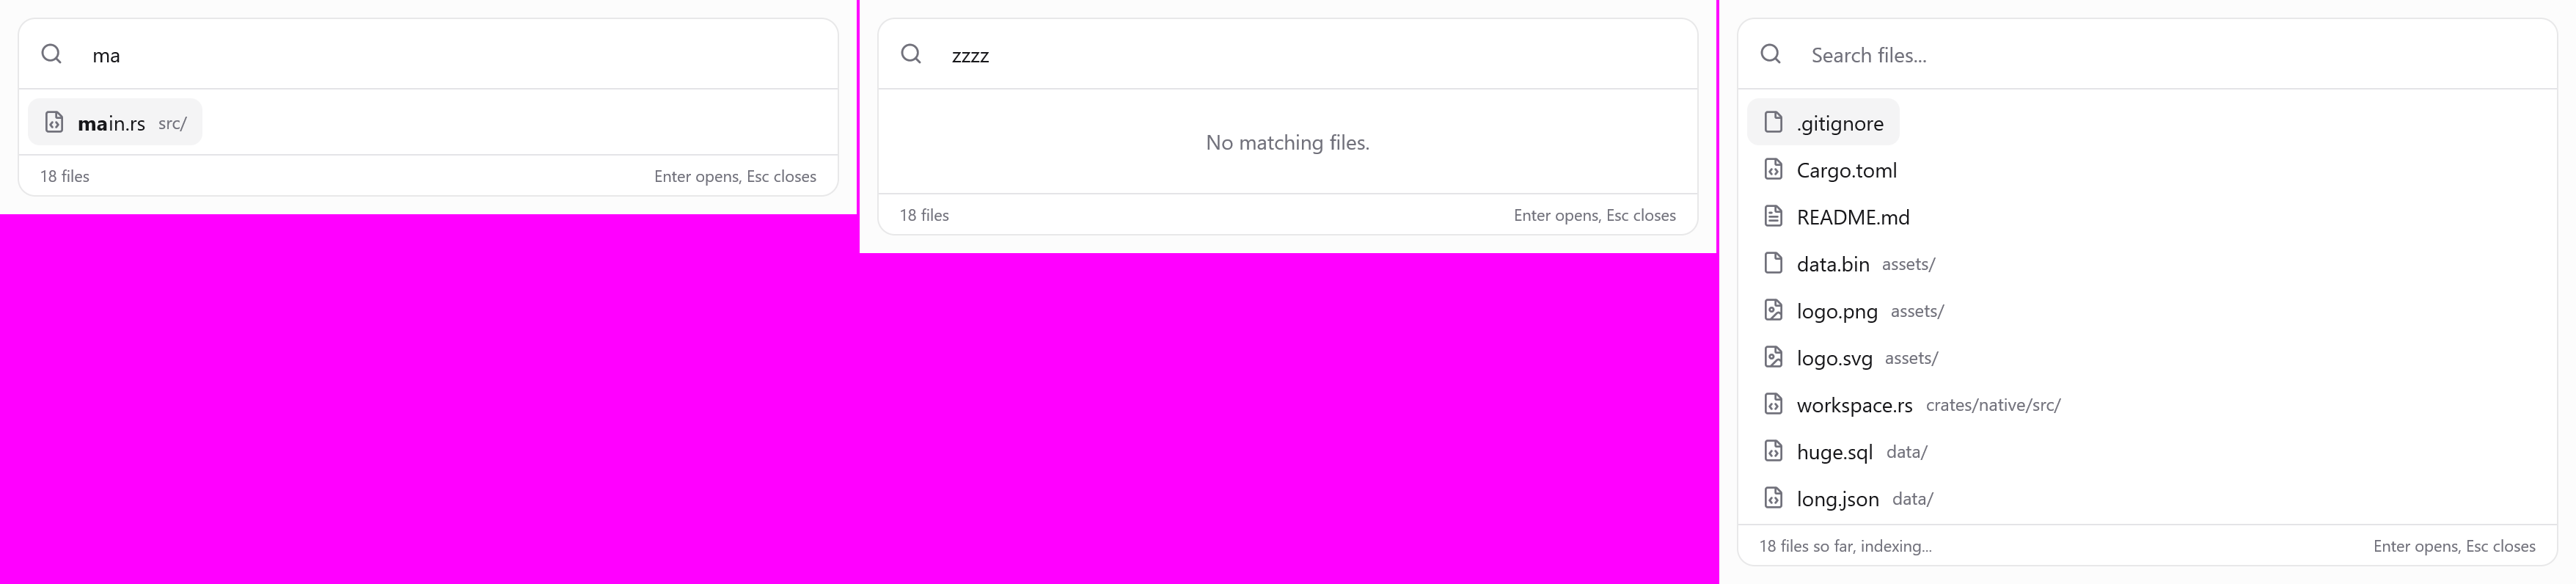 ma
main.rs src/
18 files Enter opens, Esc closes
zzzz
No matching files.
18 files Enter opens, Esc closes
Search files...
.gitignore
Cargo.toml
README.md
data.bin assets/
logo.png assets/
logo.svg assets/
workspace.rs crates/native/src/
huge.sql data/
long.json data/
18 files so far, indexing... Enter opens, Esc closes